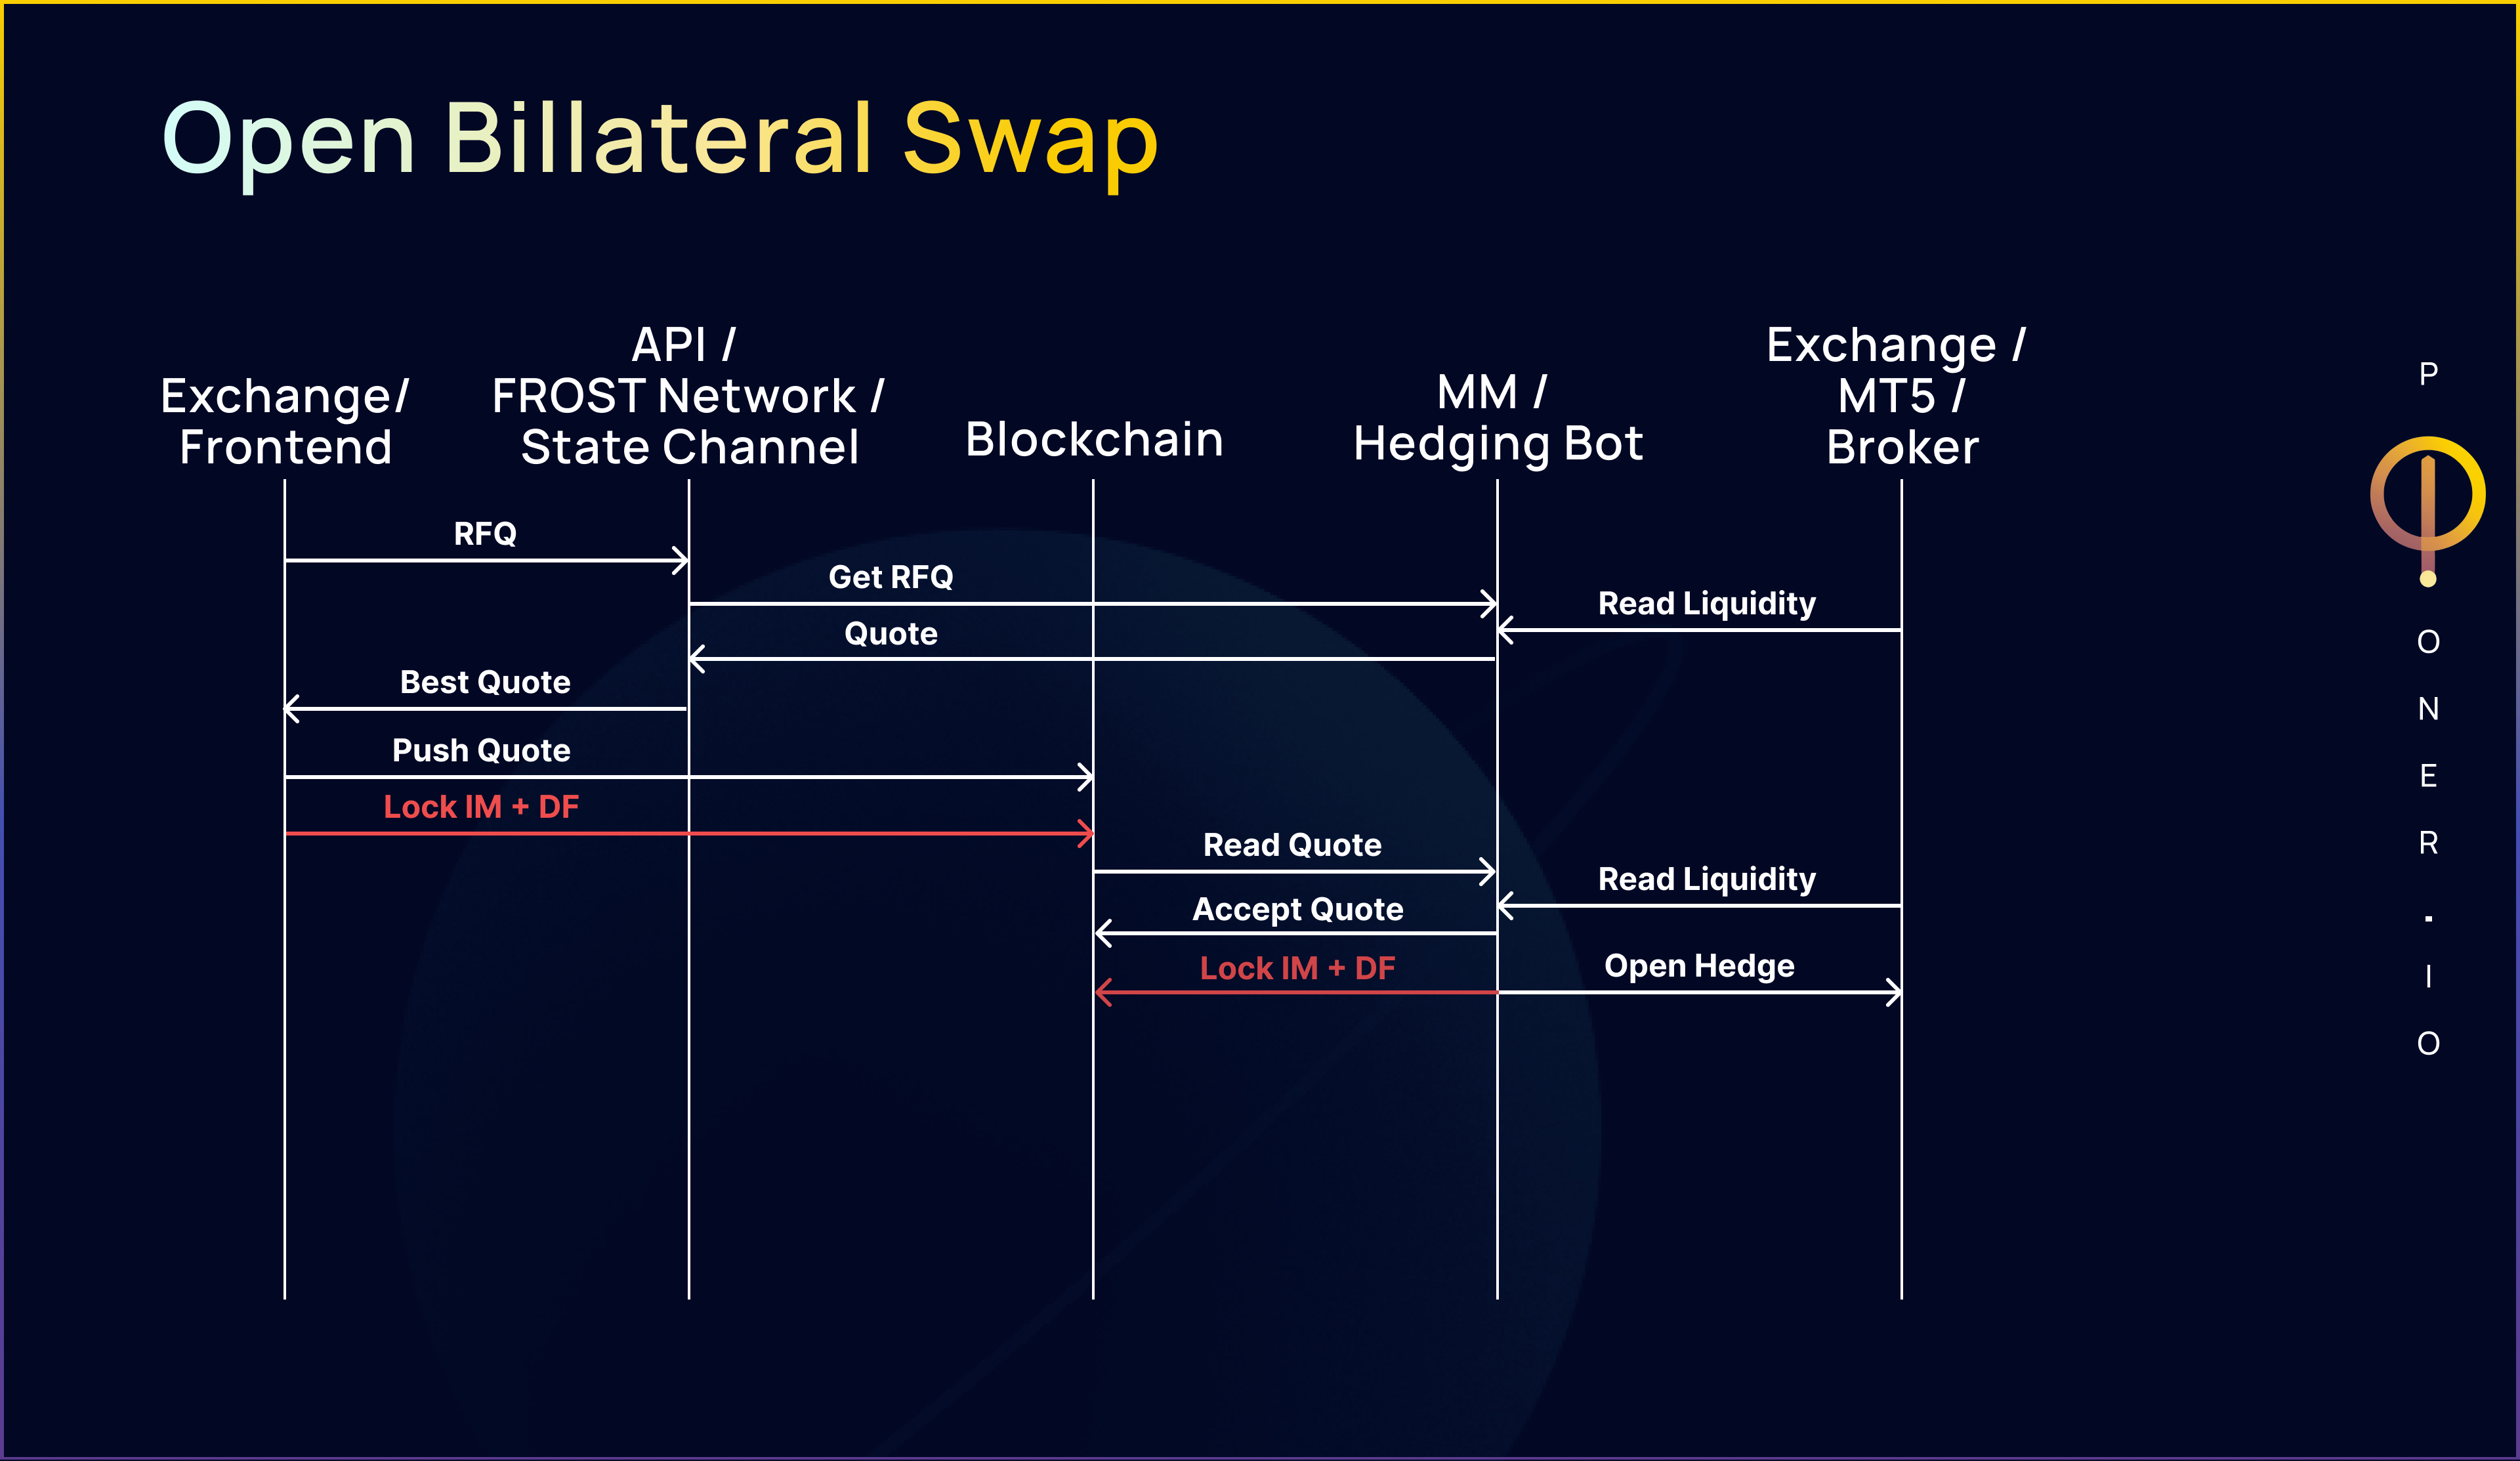 Open Billateral Swap
Exchange/
Frontend
API /
FROST Network /
State Channel
Blockchain
MM /
Hedging Bot
Exchange /
MT5 /
Broker
RFQ
Get RFQ
Read Liquidity
Quote
Best Quote
Push Quote
Lock IM + DF
Read Quote
Read Liquidity
Accept Quote
Lock IM + DF
Open Hedge
P
O
N
E
R
.
I
O